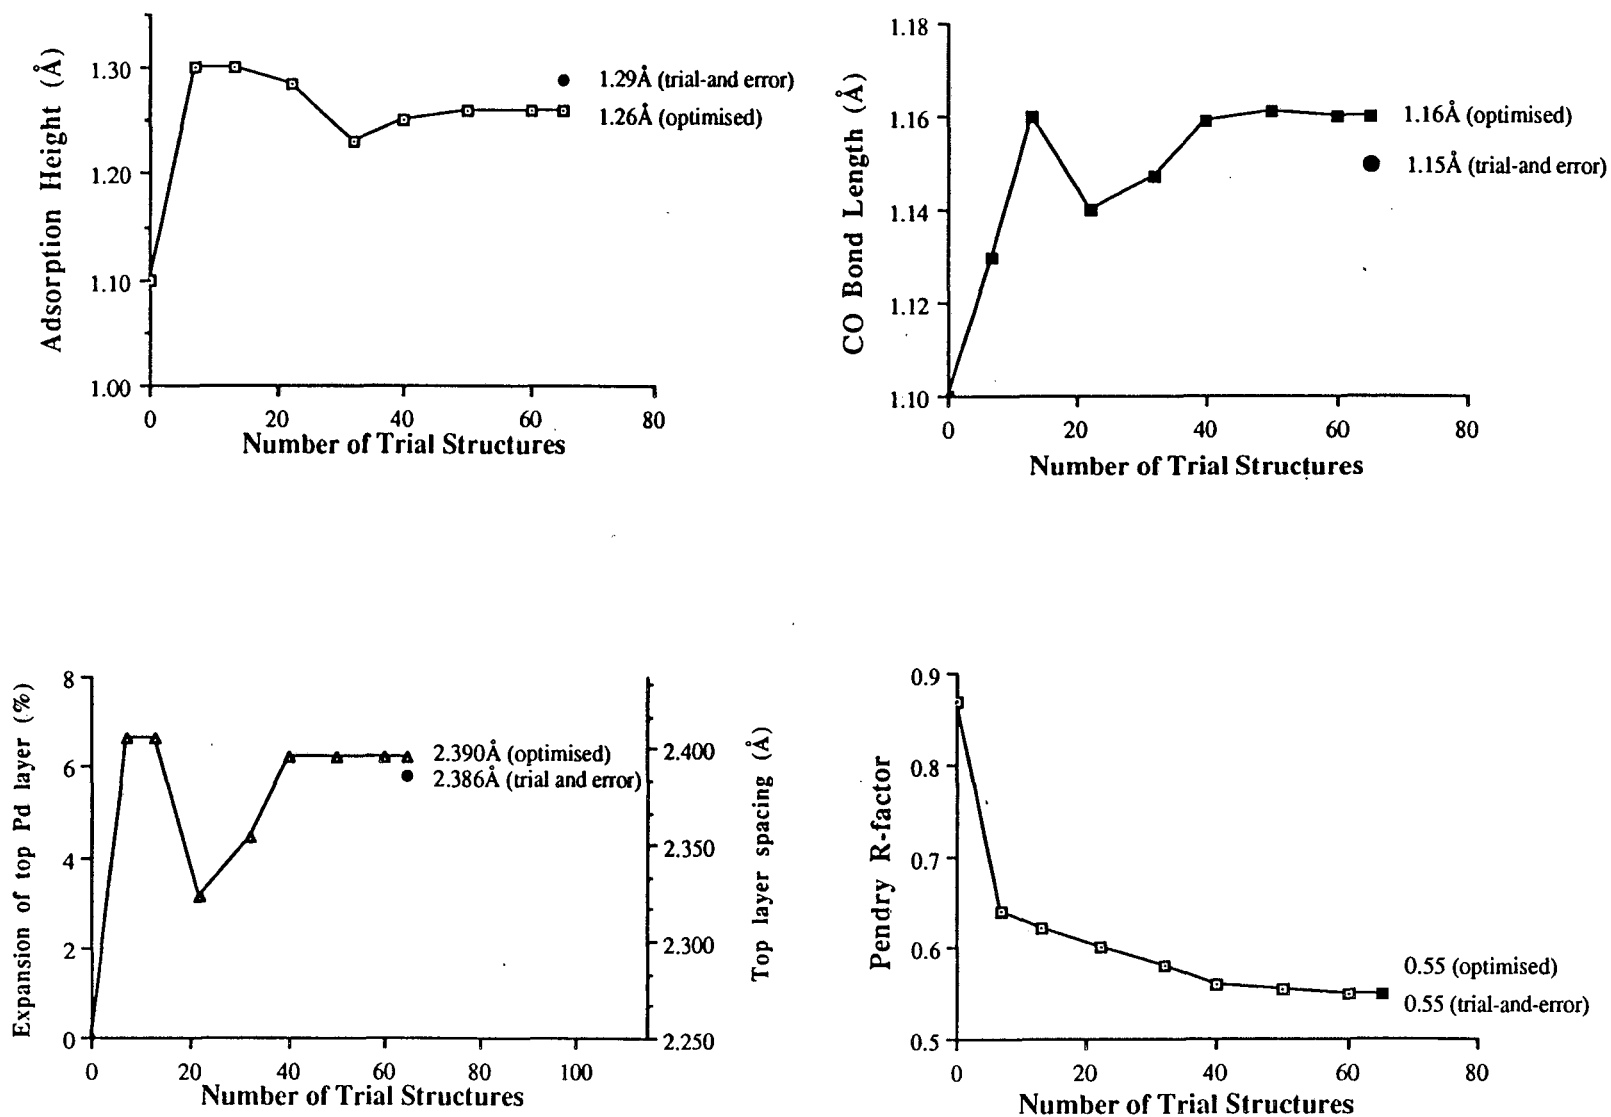 Adsorption Height (Å)
1.30
1.20
1.10
1.00
0
20
40
60
80
Number of Trial Structures
1.29Å (trial-and error)
1.26Å (optimised)
CO Bond Length (Å)
1.18
1.16
1.14
1.12
1.10
0
20
40
60
80
Number of Trial Structures
1.16Å (optimised)
1.15Å (trial-and error)
Expansion of top Pd layer (%)
8
6
4
2
0
0
20
40
60
80
100
Number of Trial Structures
2.390Å (optimised)
2.386Å (trial and error)
2.400
2.350
2.300
2.250
Top layer spacing (Å)
Pendry R-factor
0.9
0.8
0.7
0.6
0.5
0
20
40
60
80
Number of Trial Structures
0.55 (optimised)
0.55 (trial-and-error)